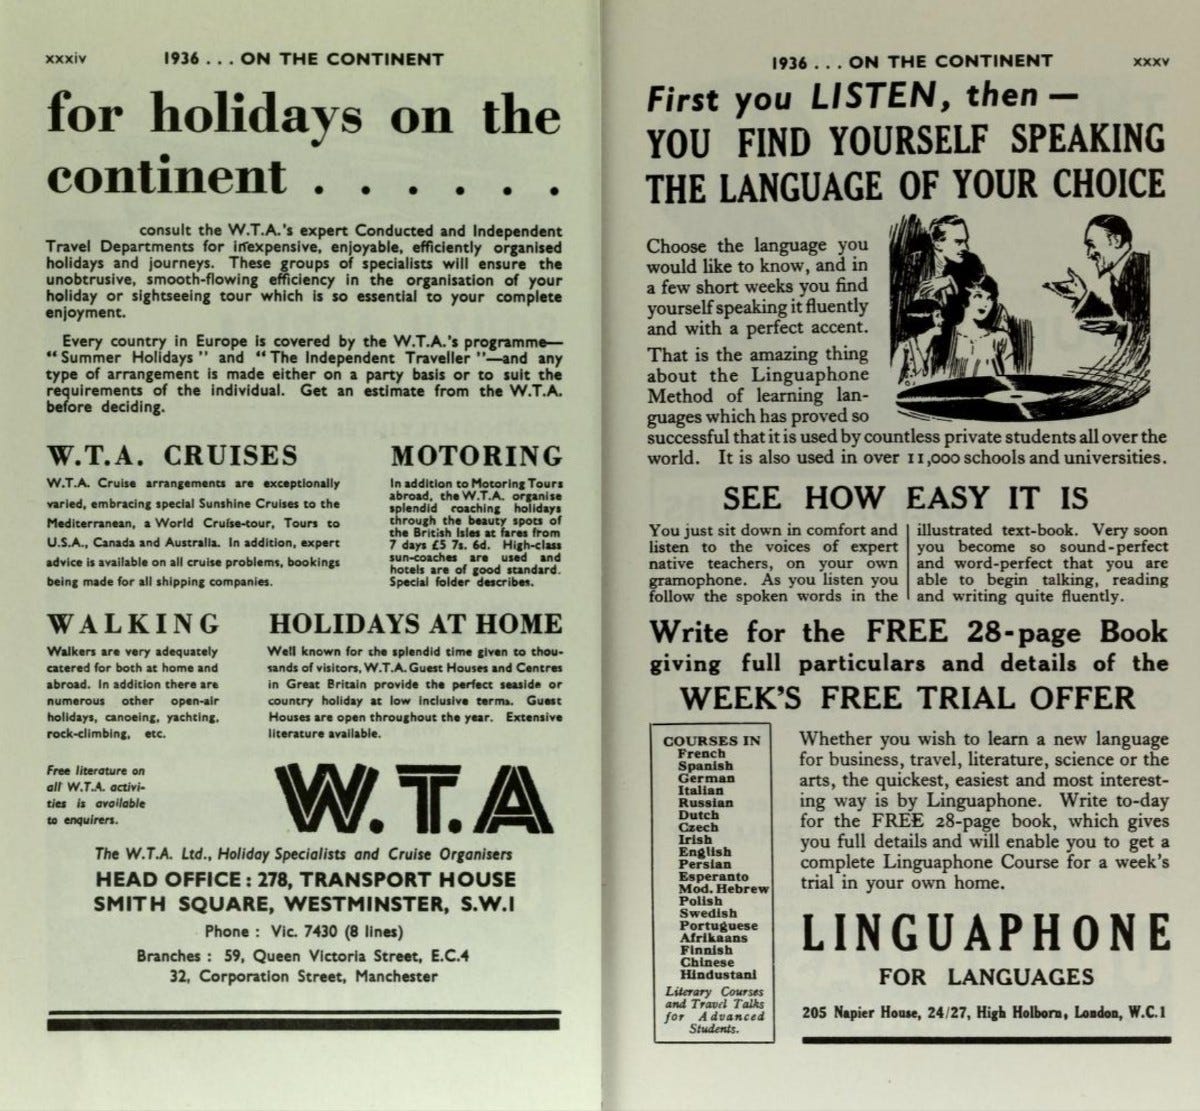 xxxiv 1936 . . . ON THE CONTINENT
for holidays on the
continent . . . . . .
consult the W.T.A.'s expert Conducted and Independent
Travel Departments for inexpensive, enjoyable, efficiently organised
holidays and journeys. These groups of specialists will ensure the
unobtrusive, smooth-flowing efficiency in the organisation of your
holiday or sightseeing tour which is so essential to your complete
enjoyment.
Every country in Europe is covered by the W.T.A.'s programme—
"Summer Holidays" and "The Independent Traveller"—and any
type of arrangement is made either on a party basis or to suit the
requirements of the individual. Get an estimate from the W.T.A.
before deciding.
W.T.A. CRUISES
W.T.A. Cruise arrangements are exceptionally
varied, embracing special Sunshine Cruises to the
Mediterranean, a World Cruise-tour, Tours to
U.S.A., Canada and Australia. In addition, expert
advice is available on all cruise problems, bookings
being made for all shipping companies.
MOTORING
In addition to Motoring Tours
abroad, the W.T.A. organise
splendid coaching holidays
through the beauty spots of
the British Isles at fares from
7 days £5 7s. 6d. High-class
sun-coaches are used and
hotels are of good standard.
Special folder describes.
WALKING
Walkers are very adequately
catered for both at home and
abroad. In addition there are
numerous other open-air
holidays, canoeing, yachting,
rock-climbing, etc.
HOLIDAYS AT HOME
Well known for the splendid time given to thou-
sands of visitors, W.T.A. Guest Houses and Centres
in Great Britain provide the perfect seaside or
country holiday at low inclusive terms. Guest
Houses are open throughout the year. Extensive
literature available.
Free literature on
all W.T.A. activi-
ties is available
to enquirers.
W.T.A
The W.T.A. Ltd., Holiday Specialists and Cruise Organisers
HEAD OFFICE : 278, TRANSPORT HOUSE
SMITH SQUARE, WESTMINSTER, S.W.I
Phone : Vic. 7430 (8 lines)
Branches : 59, Queen Victoria Street, E.C.4
32, Corporation Street, Manchester
1936 . . . ON THE CONTINENT xxxv
First you LISTEN, then —
YOU FIND YOURSELF SPEAKING
THE LANGUAGE OF YOUR CHOICE
Choose the language you
would like to know, and in
a few short weeks you find
yourself speaking it fluently
and with a perfect accent.
That is the amazing thing
about the Linguaphone
Method of learning lan-
guages which has proved so
successful that it is used by countless private students all over the
world. It is also used in over 11,000 schools and universities.
SEE HOW EASY IT IS
You just sit down in comfort and
listen to the voices of expert
native teachers, on your own
gramophone. As you listen you
follow the spoken words in the
illustrated text-book. Very soon
you become so sound-perfect
and word-perfect that you are
able to begin talking, reading
and writing quite fluently.
Write for the FREE 28-page Book
giving full particulars and details of the
WEEK'S FREE TRIAL OFFER
COURSES IN
French
Spanish
German
Italian
Russian
Dutch
Czech
Irish
English
Persian
Esperanto
Mod. Hebrew
Polish
Swedish
Portuguese
Afrikaans
Finnish
Chinese
Hindustani
Literary Courses
and Travel Talks
for Advanced
Students.
Whether you wish to learn a new language
for business, travel, literature, science or the
arts, the quickest, easiest and most interest-
ing way is by Linguaphone. Write to-day
for the FREE 28-page book, which gives
you full details and will enable you to get a
complete Linguaphone Course for a week's
trial in your own home.
LINGUAPHONE
FOR LANGUAGES
205 Napier House, 24/27, High Holborn, London, W.C.1